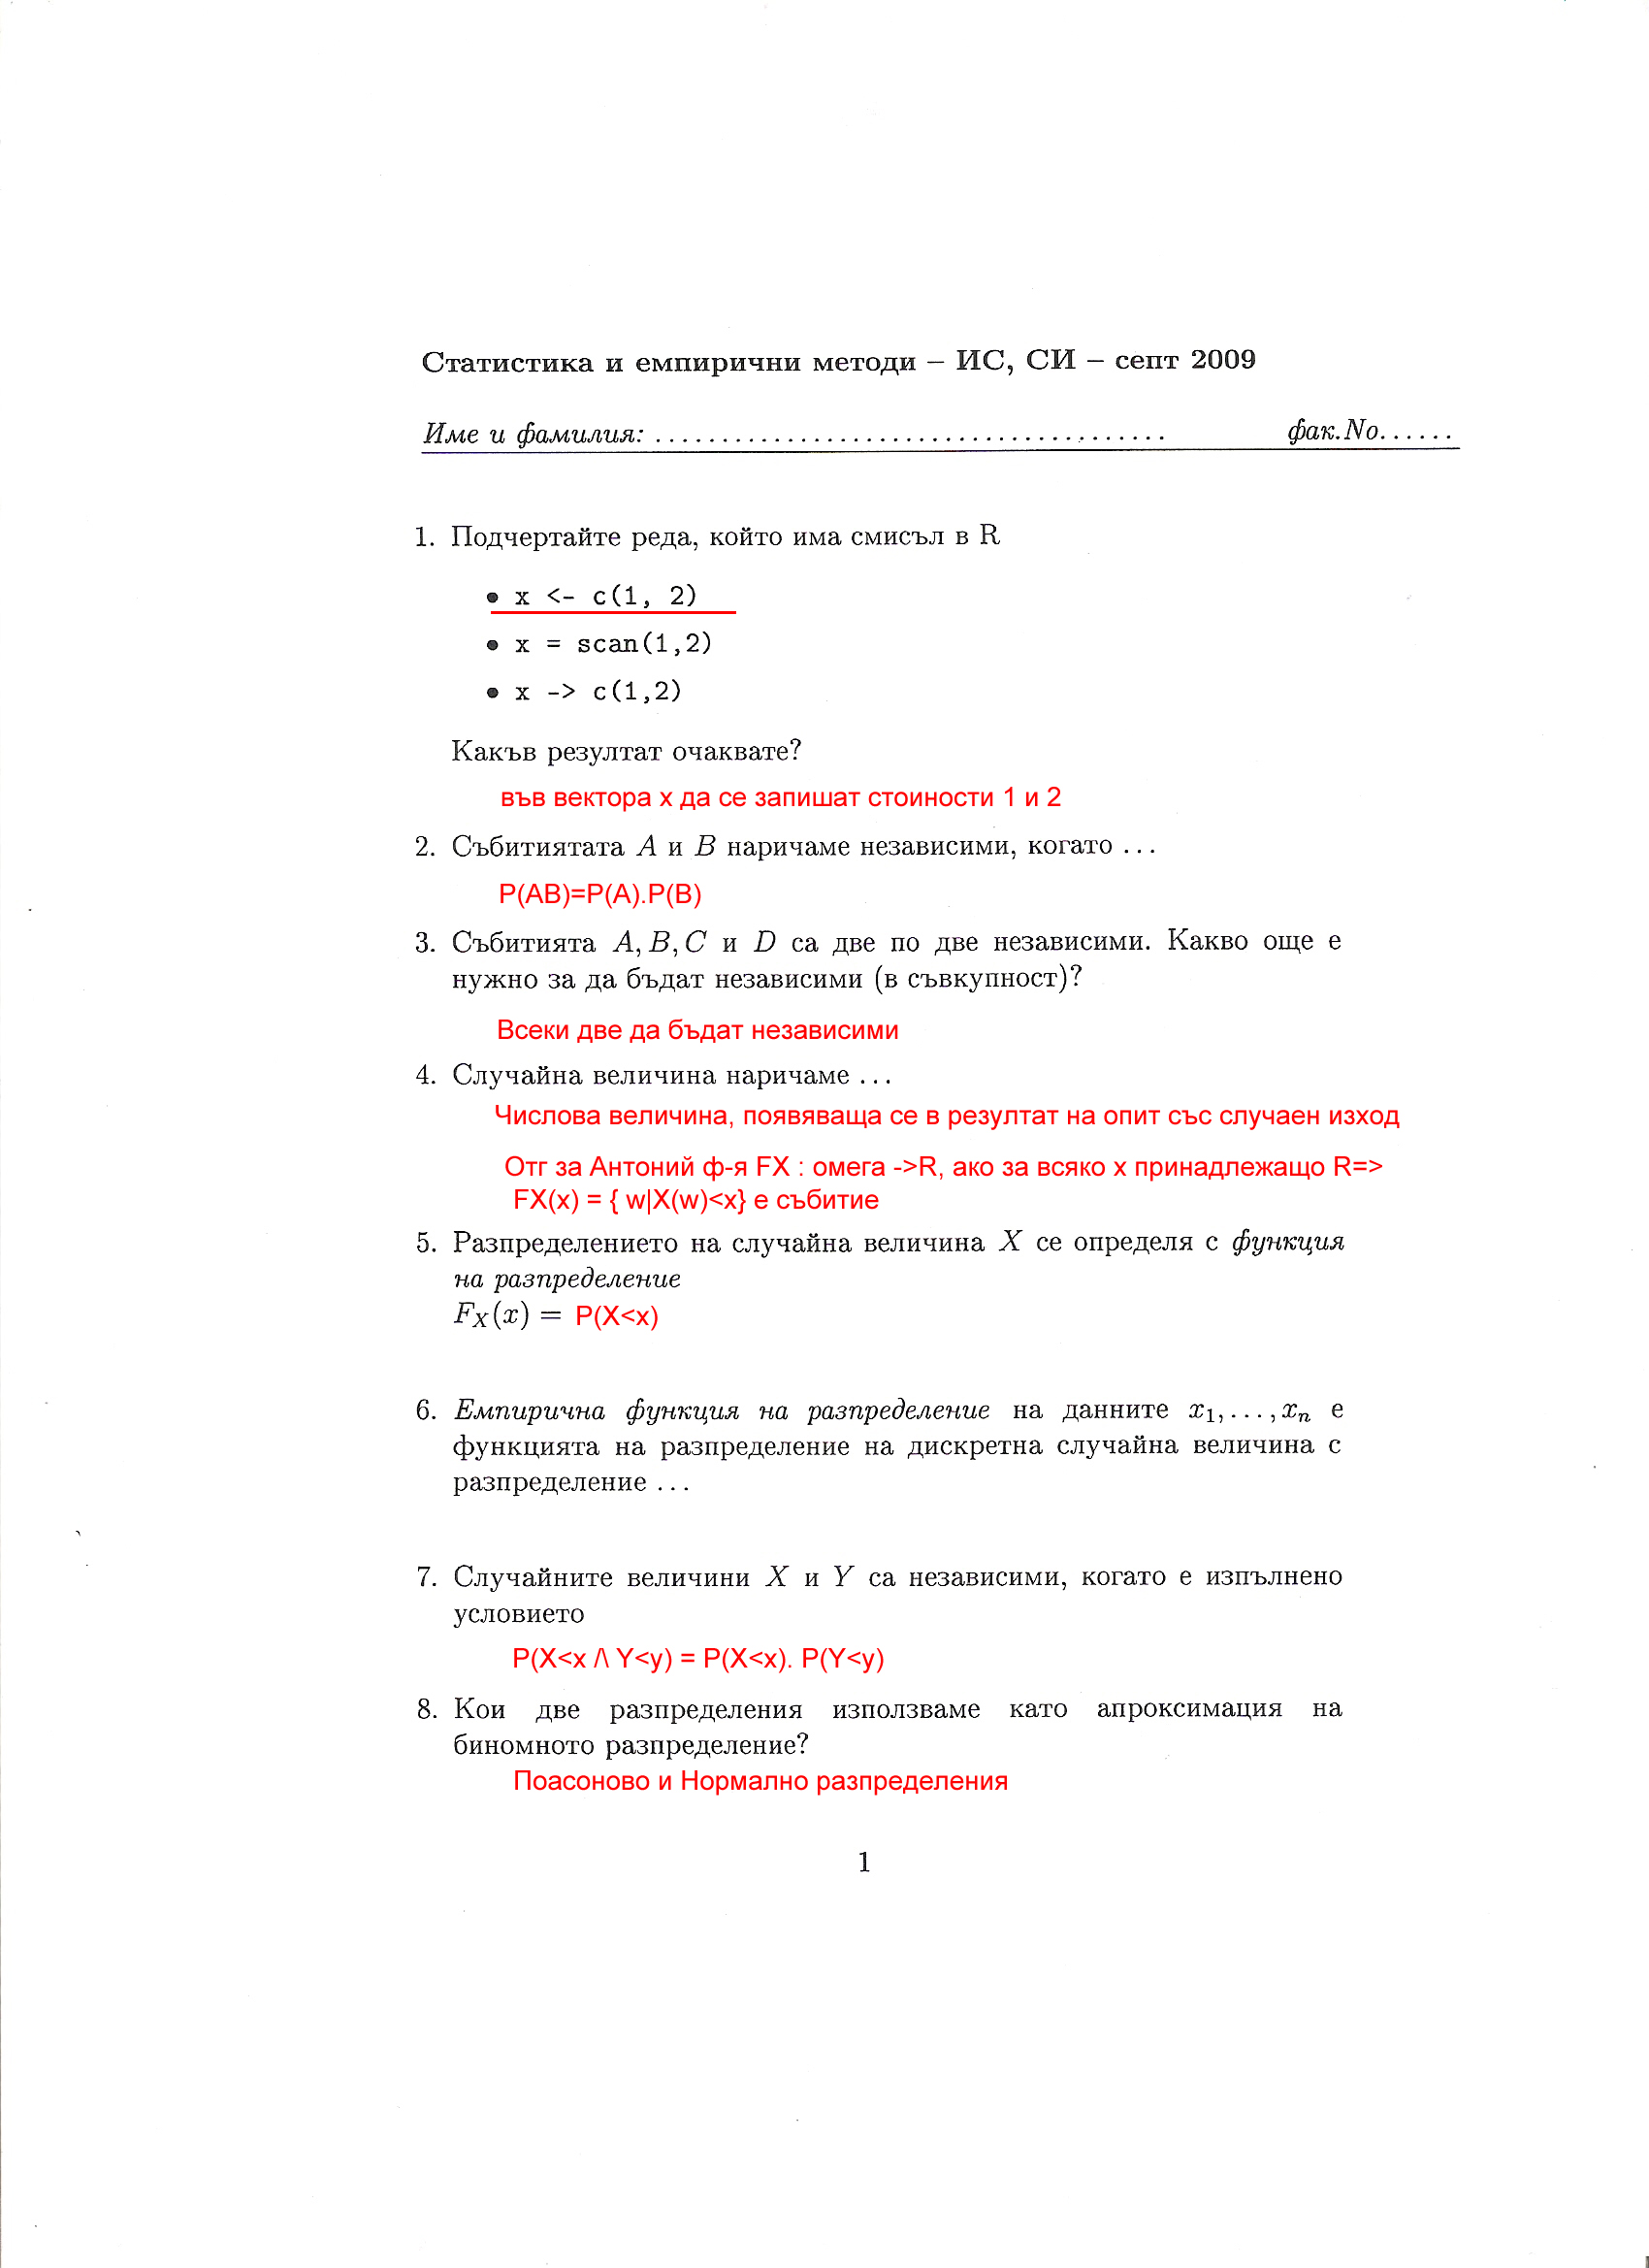 Статистика и емпирични методи – ИС, СИ – септ 2009
Име и фамилия: ....................................... фак.No......
1. Подчертайте реда, който има смисъл в R
• x <- c(1, 2)
• x = scan(1,2)
• x -> c(1,2)
Какъв резултат очаквате?
във вектора x да се запишат стоиности 1 и 2
2. Събитиятата A и B наричаме независими, когато ...
P(AB)=P(A).P(B)
3. Събитията A, B, C и D са две по две независими. Какво още е
нужно за да бъдат независими (в съвкупност)?
Всеки две да бъдат независими
4. Случайна величина наричаме ...
Числова величина, появяваща се в резултат на опит със случаен изход
Отг за Антоний ф-я FX : омега ->R, ако за всяко x принадлежащо R=>
FX(x) = { w|X(w)<x} е събитие
5. Разпределението на случайна величина X се определя с функция
на разпределение
F_X(x) = P(X<x)
6. Емпирична функция на разпределение на данните x₁, ..., xₙ е
функцията на разпределение на дискретна случайна величина с
разпределение ...
7. Случайните величини X и Y са независими, когато е изпълнено
условието
P(X<x /\ Y<y) = P(X<x). P(Y<y)
8. Кои две разпределения използваме като апроксимация на
биномното разпределение?
Поасоново и Нормално разпределения
1